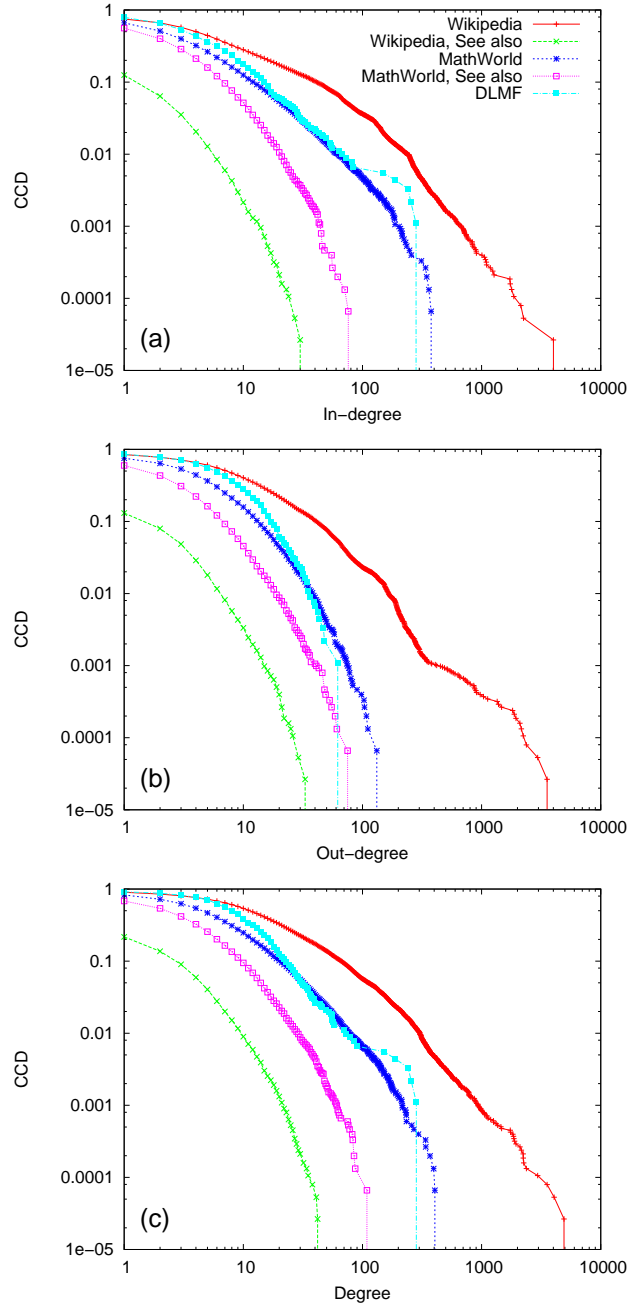 1
0.1
0.01
0.001
0.0001
1e−05
1 10 100 1000 10000
CCD
In−degree
(a)
Wikipedia
Wikipedia, See also
MathWorld
MathWorld, See also
DLMF
1
0.1
0.01
0.001
0.0001
1e−05
1 10 100 1000 10000
CCD
Out−degree
(b)
1
0.1
0.01
0.001
0.0001
1e−05
1 10 100 1000 10000
CCD
Degree
(c)